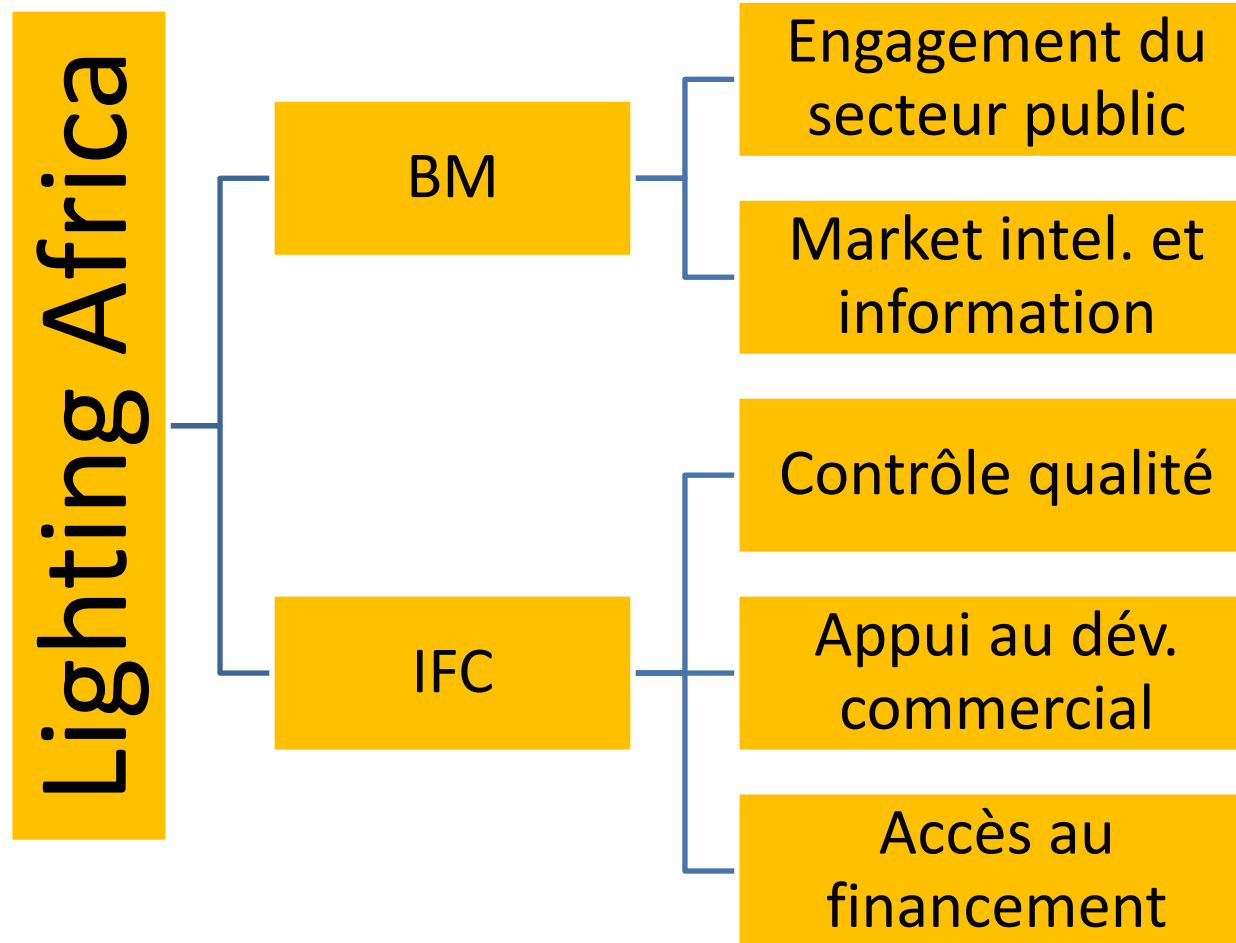 Lighting Africa
BM
Engagement du
secteur public
Market intel. et
information
IFC
Contrôle qualité
Appui au dév.
commercial
Accès au
financement